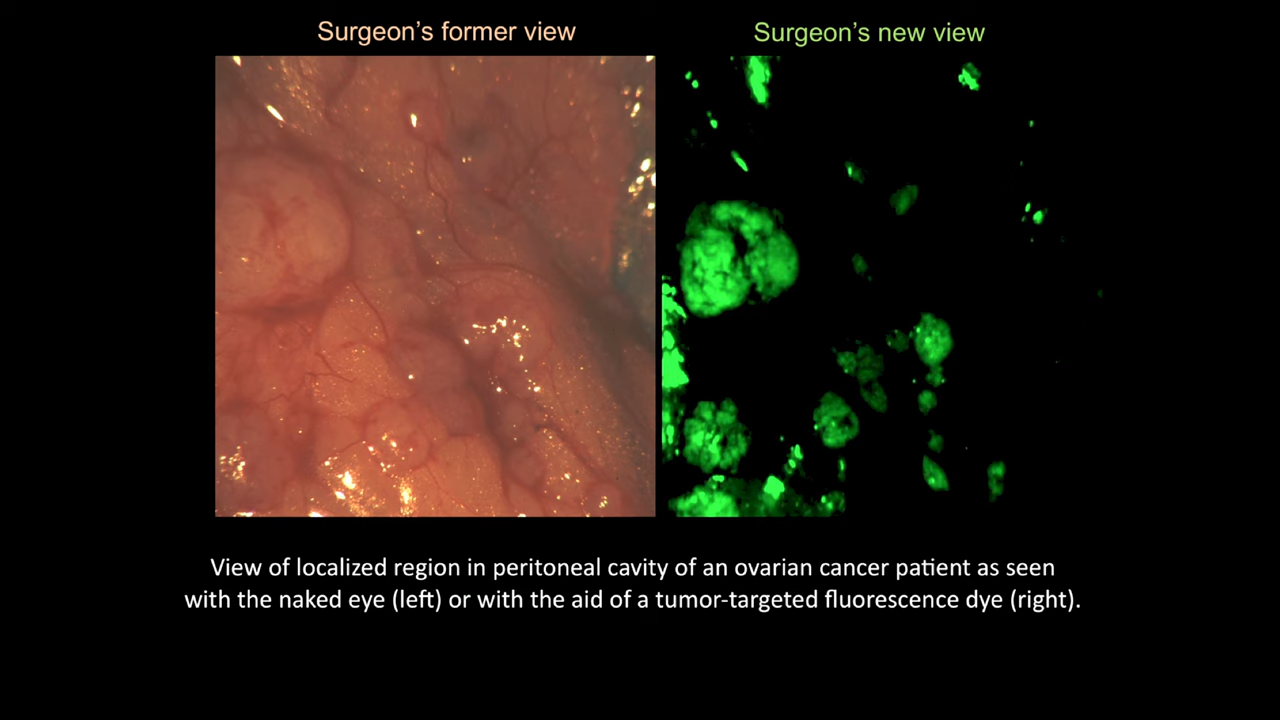 Surgeon's former view
Surgeon's new view
View of localized region in peritoneal cavity of an ovarian cancer patient as seen
with the naked eye (left) or with the aid of a tumor-targeted fluorescence dye (right).